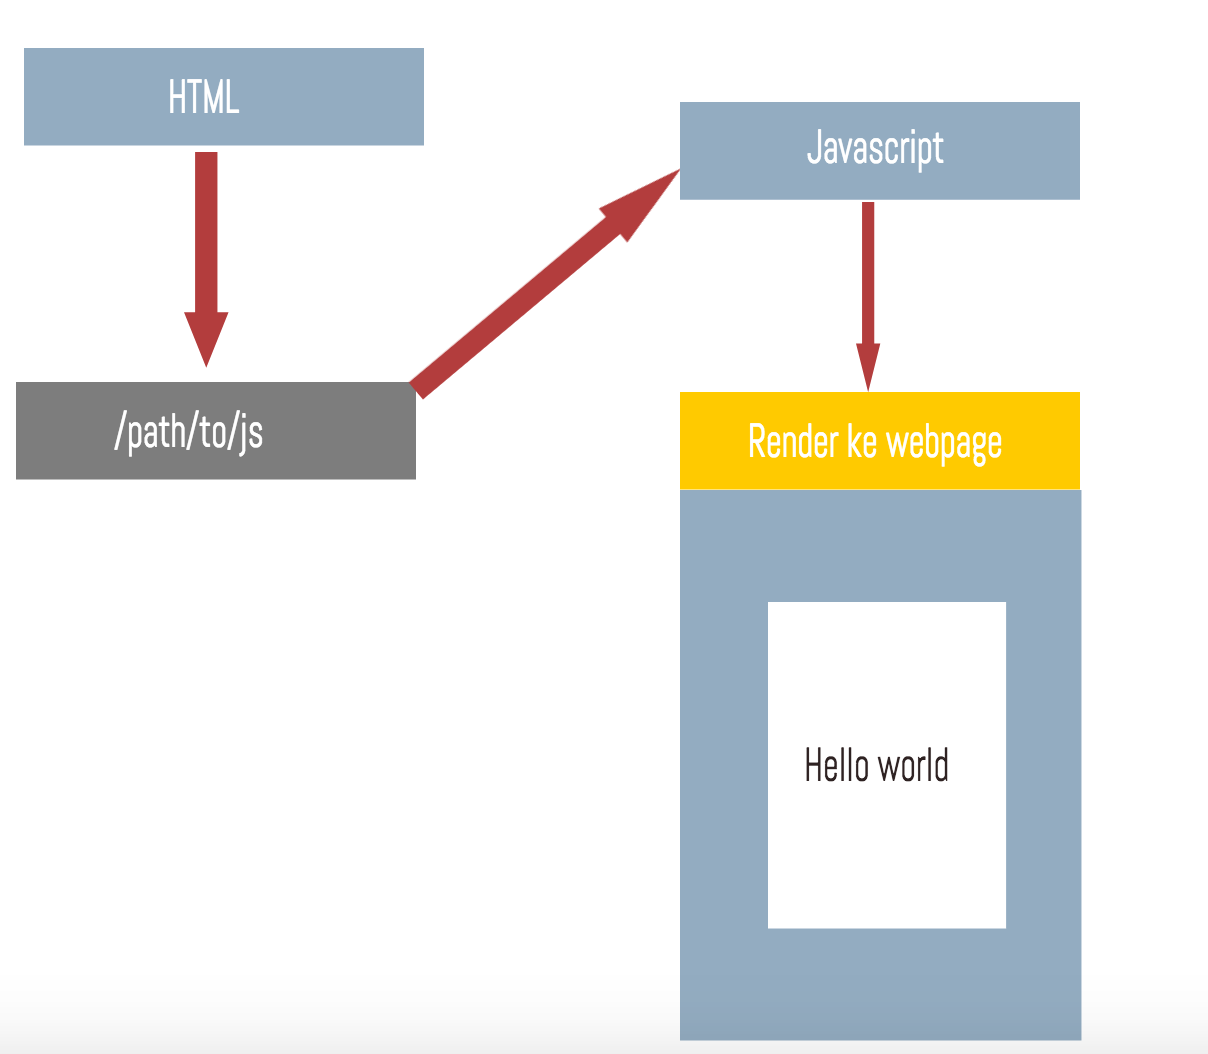 HTML
/path/to/js
Javascript
Render ke webpage
Hello world